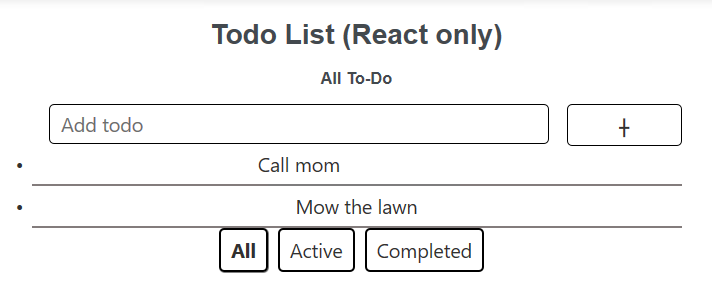 Todo List (React only)
All To-Do
Add todo +
• Call mom
• Mow the lawn
All Active Completed